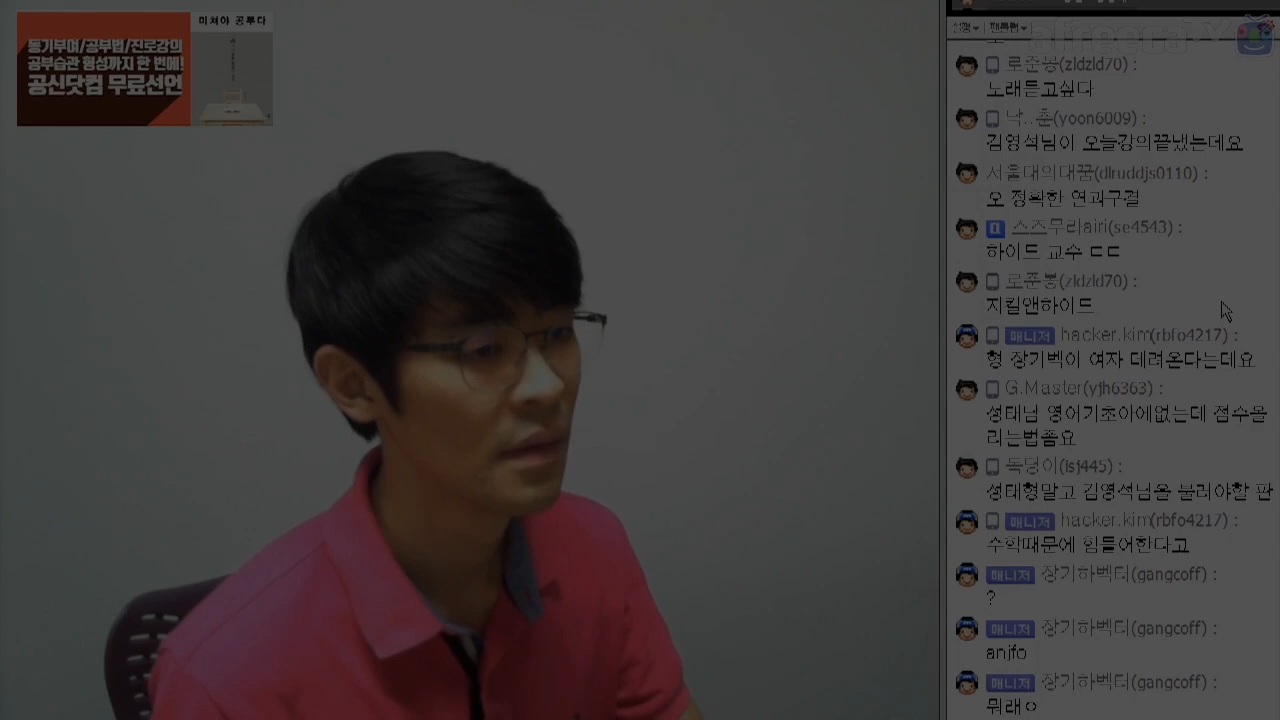 미쳐야 공부다
동기부여/공부법/진로강의
공부습관 형성까지 한 번에!
공신닷컴 무료선언
afreecaTV
로준뽕(zldzld70) :
노래듣고싶다
낙..춘(yoon6009) :
김영석님이 오늘강의끝냈는데요
서울대의대꿈(dlruddjs0110) :
오 정확한 연과구결
스즈무라airi(se4543) :
하이드 교수 ㄷㄷ
로준뽕(zldzld70) :
지킬앤하이드
매니저 hacker.kim(rbfo4217) :
형 장기벡이 여자 데려온다는데요
G.Master(yjh6363) :
성태님 영어기초아에없는데 점수올
리는법좀요
독덩이(lsj445) :
성태형말고 김영석님을 불러야할 판
매니저 hacker.kim(rbfo4217) :
수학때문에 힘들어한다고
매니저 장기하벡터(gangcoff) :
?
매니저 장기하벡터(gangcoff) :
anjfo
매니저 장기하벡터(gangcoff) :
뭐래ㅇ